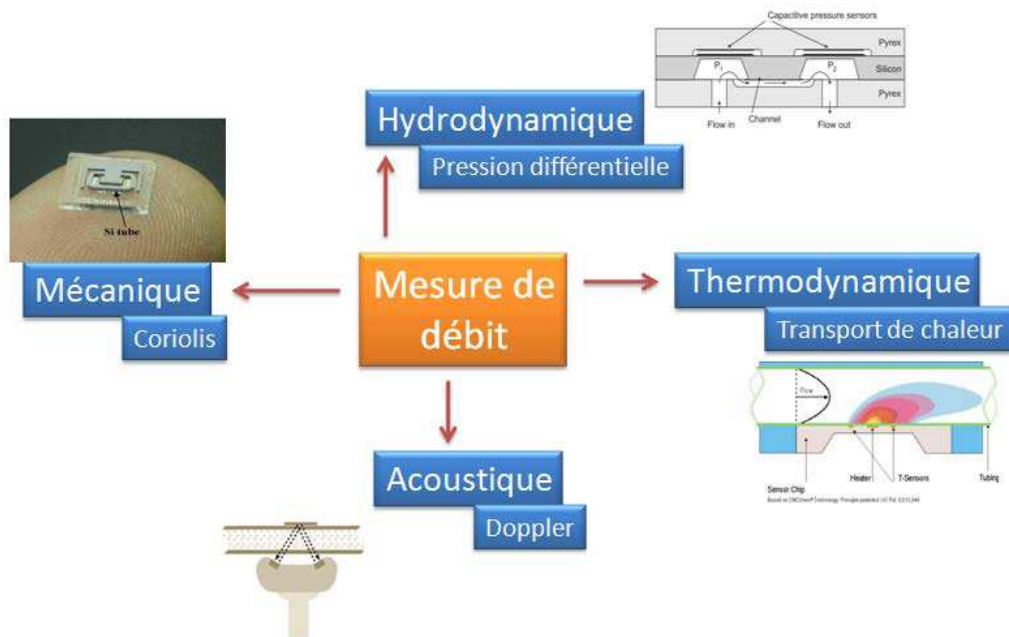 Capacitive pressure sensors
Pyrex
P1
P2
Silicon
Pyrex
Channel
Flow in
Flow out
Hydrodynamique
Pression différentielle
Si tube
Mécanique
Coriolis
Mesure de
débit
Thermodynamique
Transport de chaleur
Flow
Heater
T-Sensors
Tubing
Sensor Chip
Acoustique
Doppler